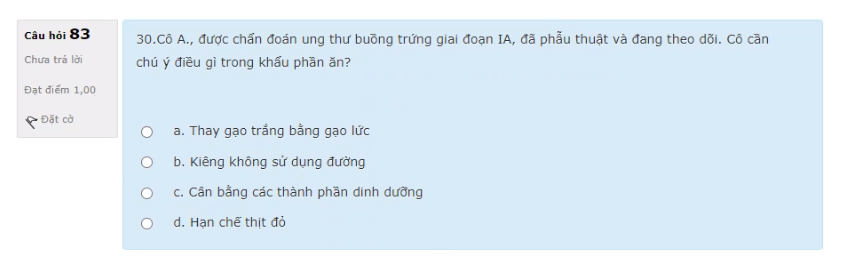 Câu hỏi 83
Chưa trả lời
Đạt điểm 1,00
Đặt cờ
30.Cô A., được chẩn đoán ung thư buồng trứng giai đoạn IA, đã phẫu thuật và đang theo dõi. Cô cần
chú ý điều gì trong khẩu phần ăn?
a. Thay gạo trắng bằng gạo lức
b. Kiêng không sử dụng đường
c. Cân bằng các thành phần dinh dưỡng
d. Hạn chế thịt đỏ